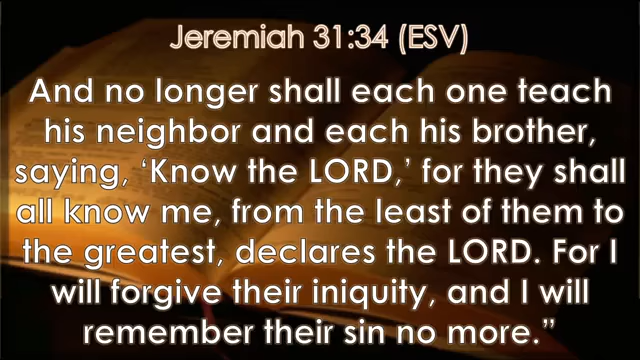 Jeremiah 31:34 (ESV)
And no longer shall each one teach
his neighbor and each his brother,
saying, ‘Know the LORD,’ for they shall
all know me, from the least of them to
the greatest, declares the LORD. For I
will forgive their iniquity, and I will
remember their sin no more.”